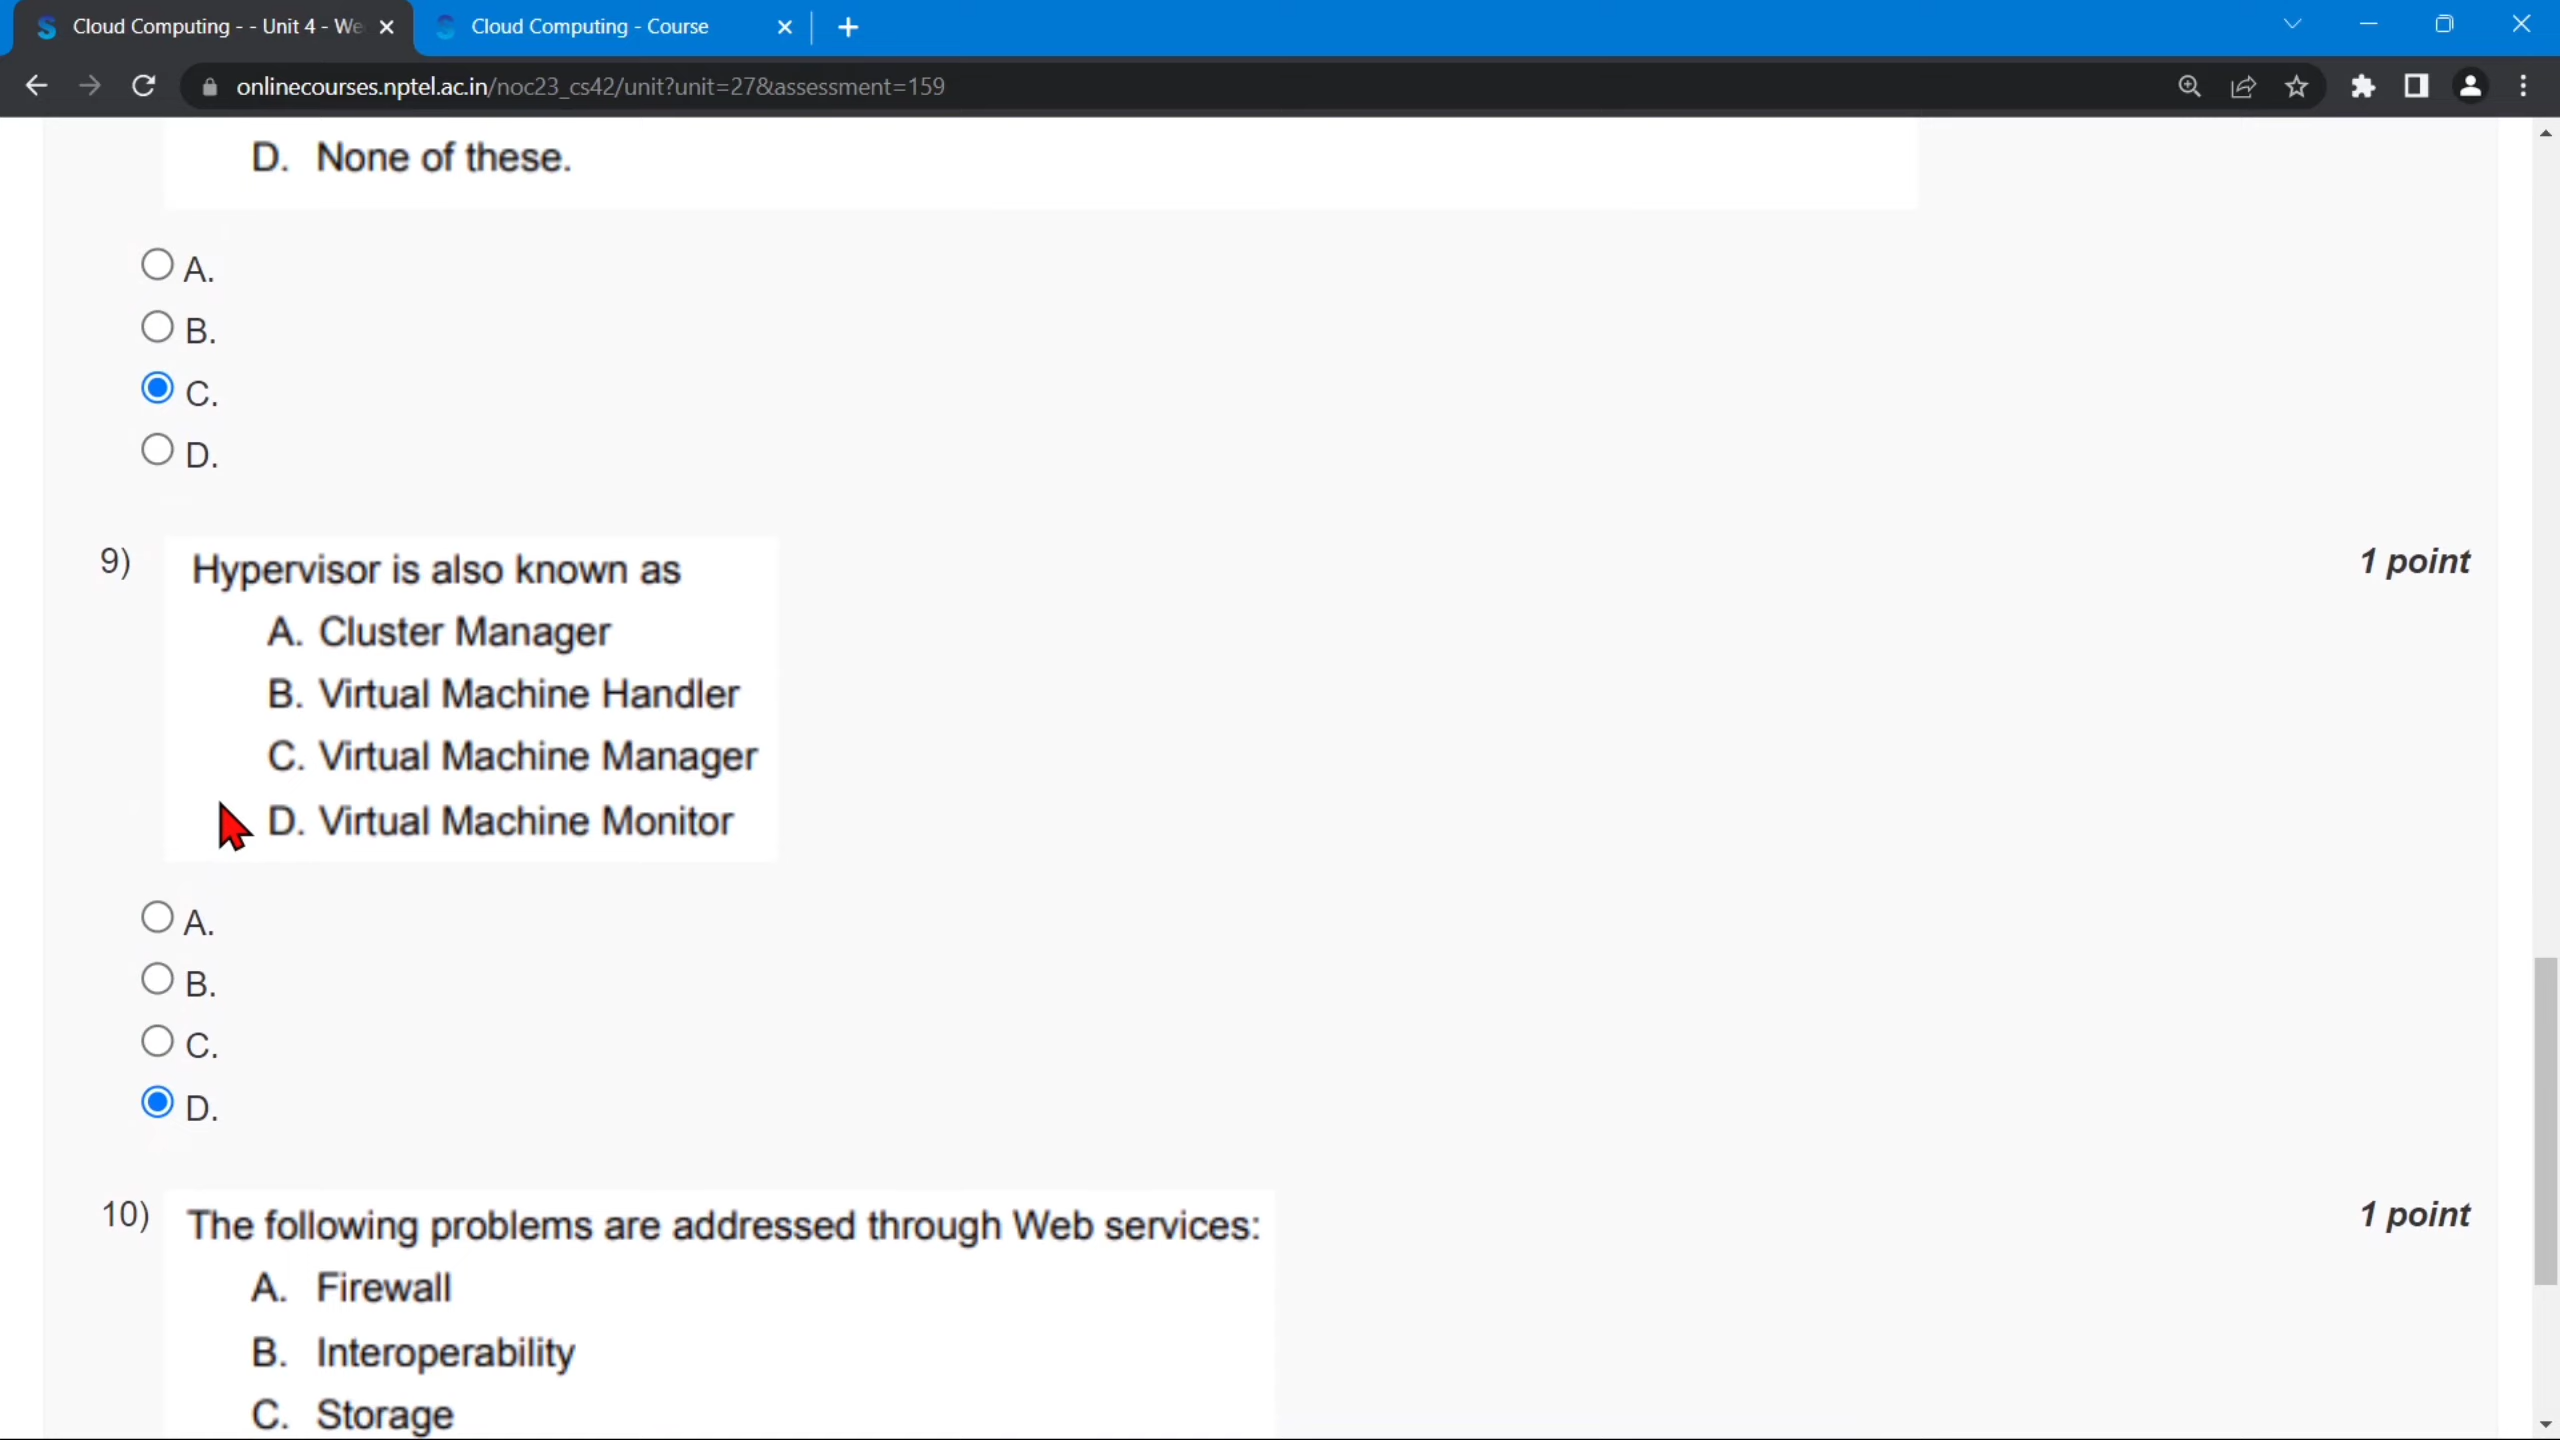 Cloud Computing - - Unit 4 - We
Cloud Computing - Course
onlinecourses.nptel.ac.in/noc23_cs42/unit?unit=27&assessment=159
D. None of these.
A.
B.
C.
D.
9) Hypervisor is also known as 1 point
A. Cluster Manager
B. Virtual Machine Handler
C. Virtual Machine Manager
D. Virtual Machine Monitor
A.
B.
C.
D.
10) The following problems are addressed through Web services: 1 point
A. Firewall
B. Interoperability
C. Storage